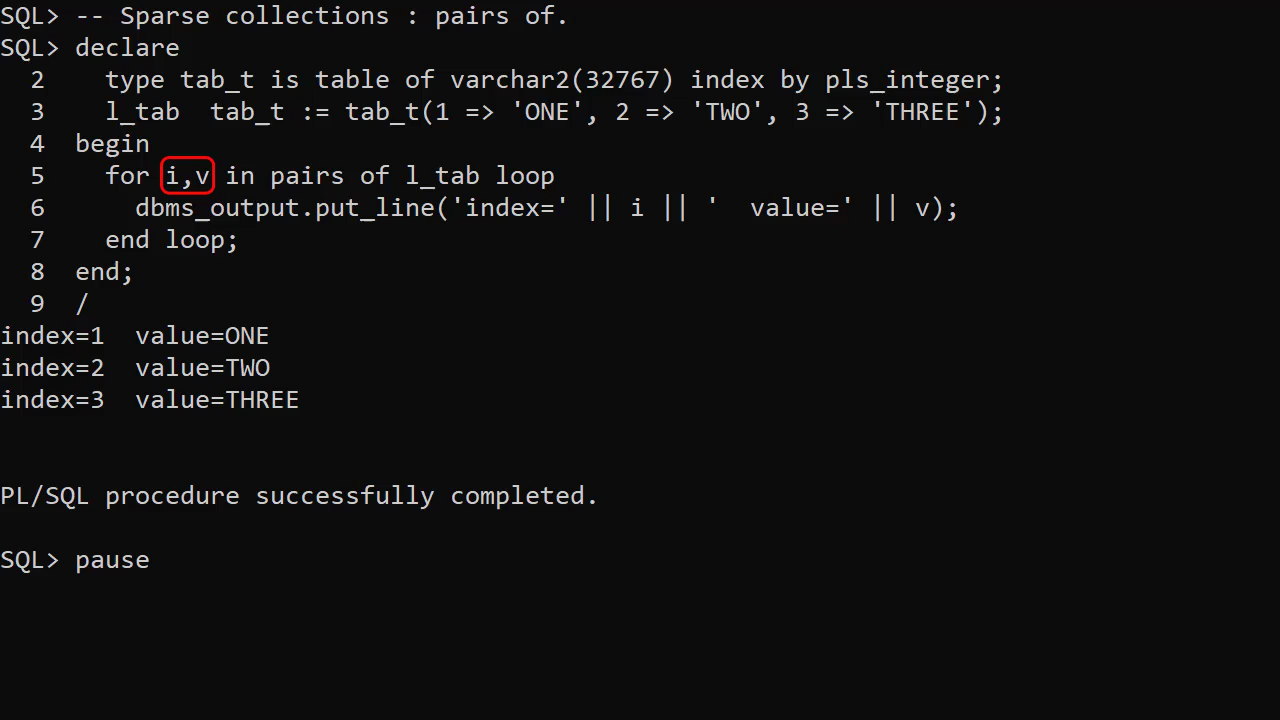 SQL> -- Sparse collections : pairs of.
SQL> declare
  2    type tab_t is table of varchar2(32767) index by pls_integer;
  3    l_tab  tab_t := tab_t(1 => 'ONE', 2 => 'TWO', 3 => 'THREE');
  4  begin
  5    for i,v in pairs of l_tab loop
  6      dbms_output.put_line('index=' || i || '  value=' || v);
  7    end loop;
  8  end;
  9  /
index=1  value=ONE
index=2  value=TWO
index=3  value=THREE
PL/SQL procedure successfully completed.
SQL> pause